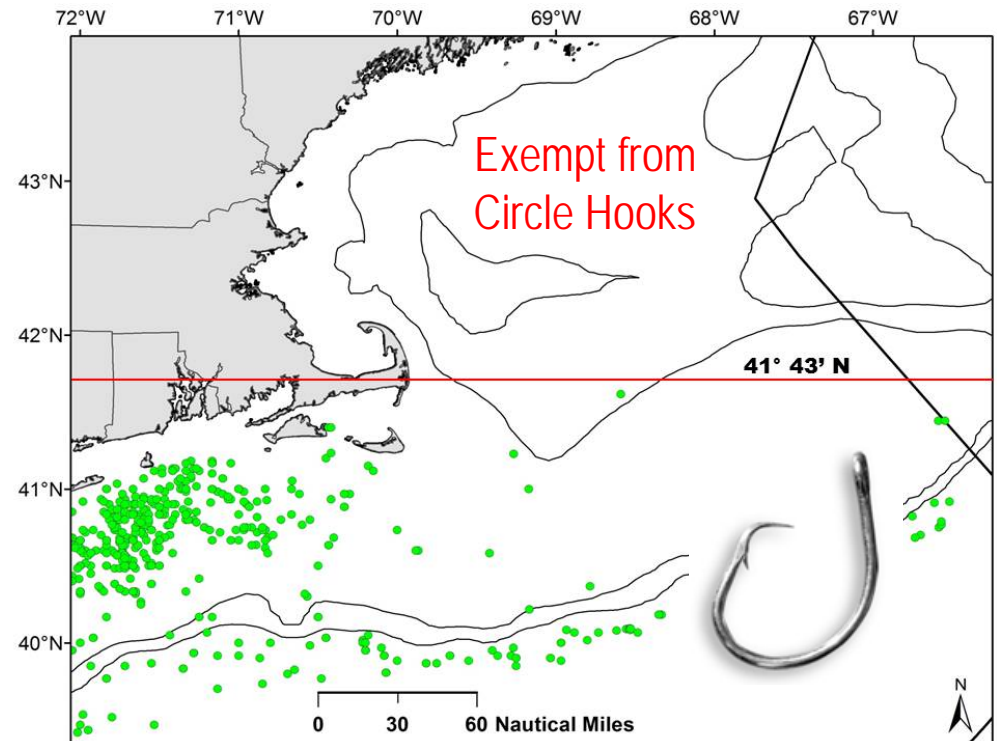 72°W 71°W 70°W 69°W 68°W 67°W
Exempt from
Circle Hooks
43°N
42°N
41° 43’ N
41°N
40°N
N
0 30 60 Nautical Miles